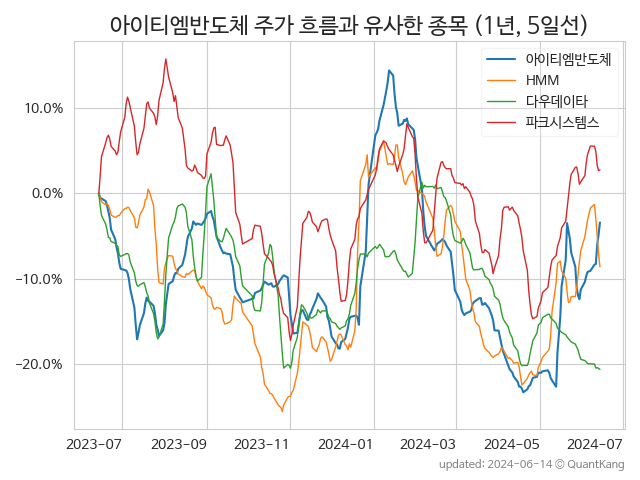 아이티엠반도체 주가 흐름과 유사한 종목 (1년, 5일선)
아이티엠반도체
HMM
다우데이타
파크시스템스
10.0%
0.0%
−10.0%
−20.0%
2023-07 2023-09 2023-11 2024-01 2024-03 2024-05 2024-07
updated: 2024-06-14 © QuantKang